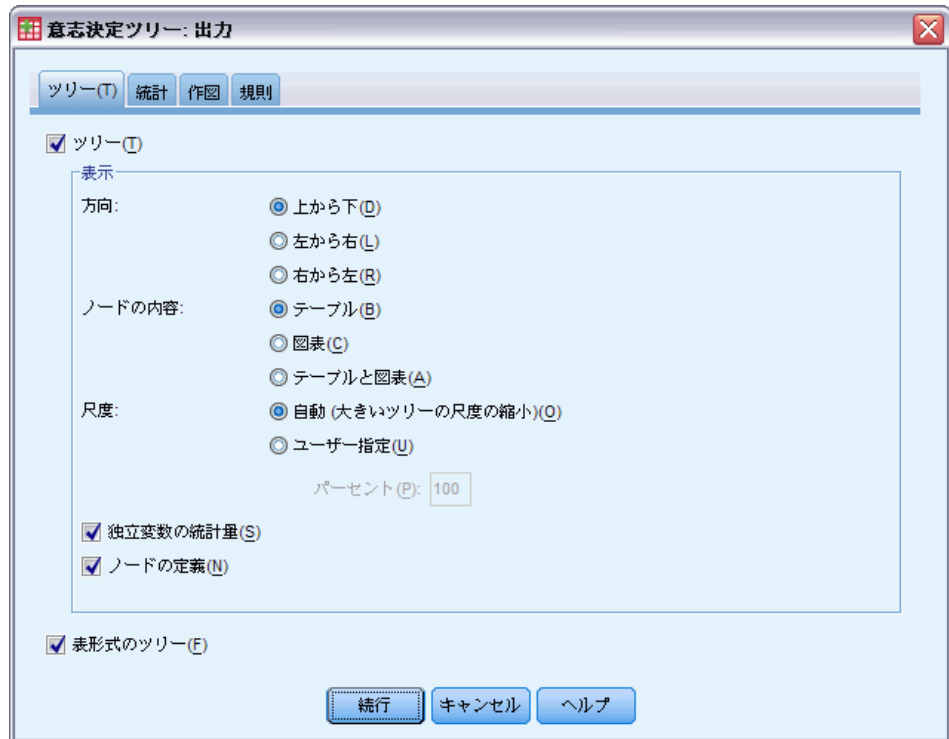 意志決定ツリー: 出力
ツリー(T) 統計 作図 規則
ツリー(T)
表示
方向: 上から下(D)
左から右(L)
右から左(R)
ノードの内容: テーブル(B)
図表(C)
テーブルと図表(A)
尺度: 自動 (大きいツリーの尺度の縮小)(O)
ユーザー指定(U)
パーセント(P): 100
独立変数の統計量(S)
ノードの定義(N)
表形式のツリー(F)
続行 キャンセル ヘルプ